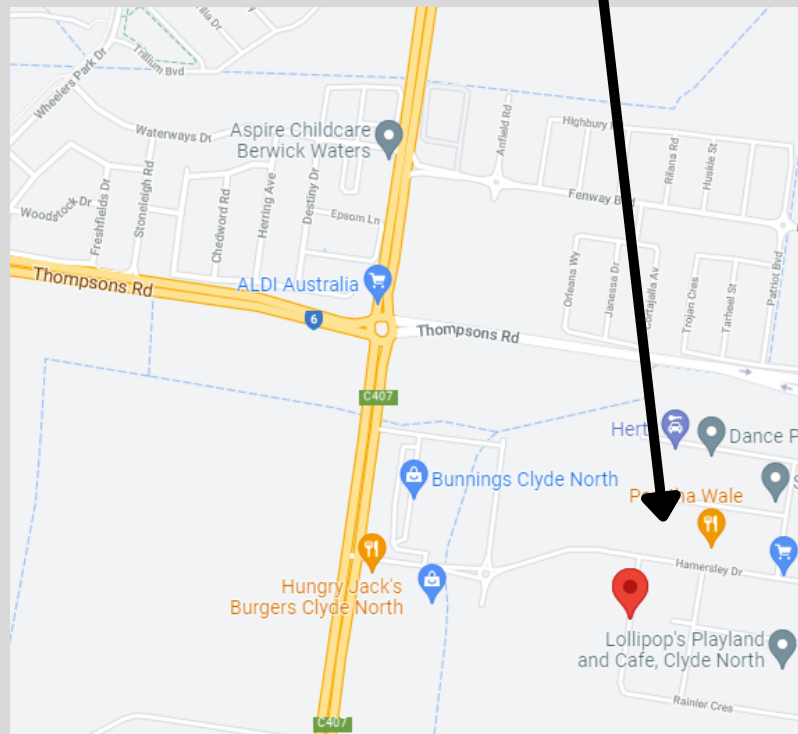 Trillium Bvd
Wheelers Park Dr
Waterways Dr
Aspire Childcare
Berwick Waters
Anfield Rd
Highbury
Rilana Rd
Huskie St
Woodstock Dr
Freshfields Dr
Stoneleigh Rd
Chedword Rd
Herring Ave
Destiny Dr
Epsom Ln
Fenway Bvd
Orleana Wy
Janessa Dr
Cortajalla Av
Trojan Cres
Tarheel St
Patriot Bvd
Thompsons Rd
ALDI Australia
6
Thompsons Rd
C407
Hert
Dance P
Bunnings Clyde North
S
Wale
Hungry Jack's
Burgers Clyde North
Hamersley Dr
Lollipop's Playland
and Cafe, Clyde North
Rainier Cres
C407